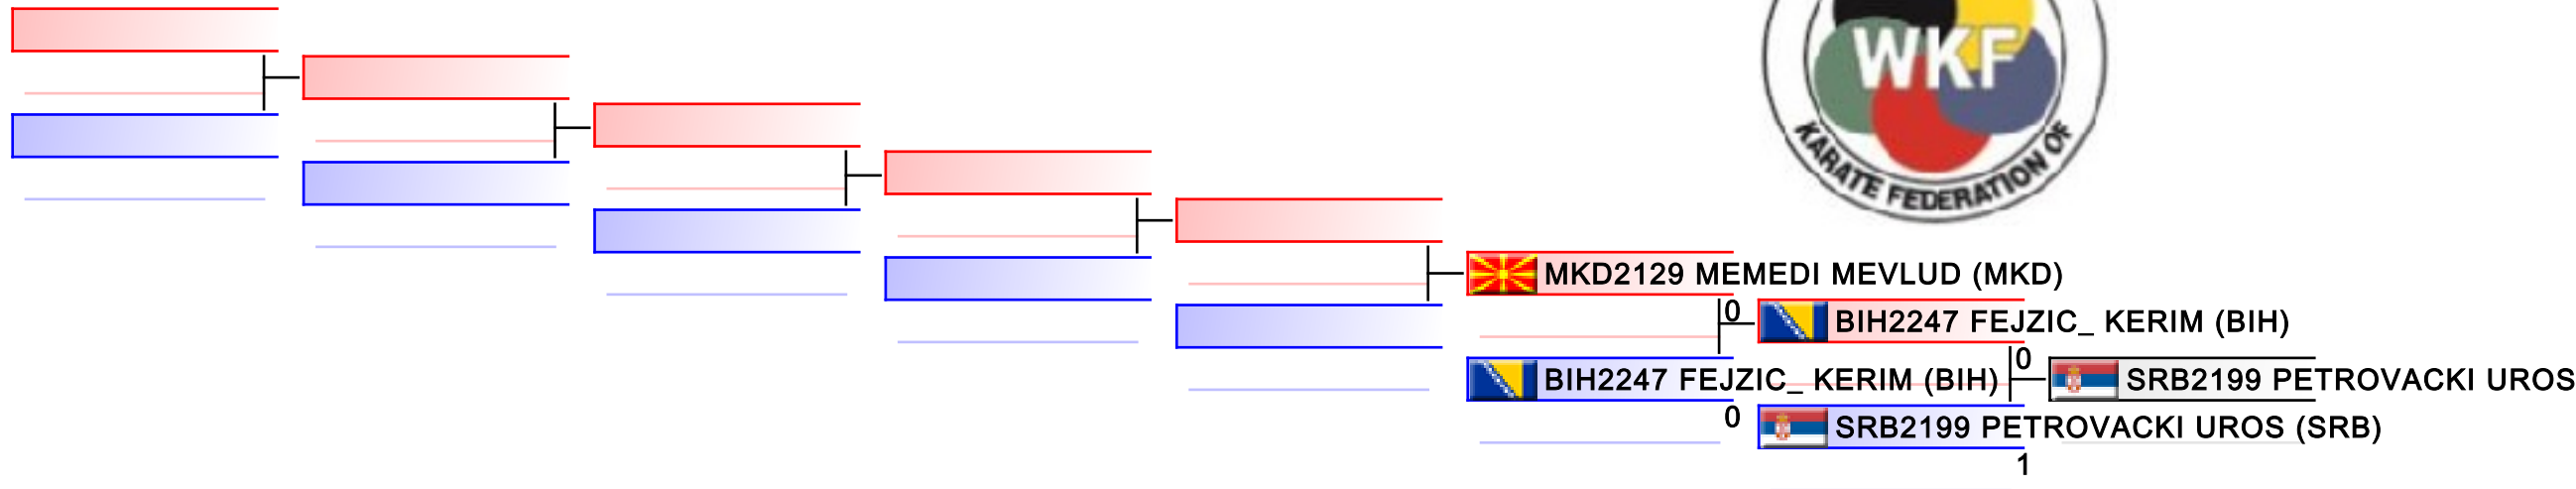 WKF
KARATE FEDERATION OF
MKD2129 MEMEDI MEVLUD (MKD)
0
BIH2247 FEJZIC_ KERIM (BIH)
0
BIH2247 FEJZIC_ KERIM (BIH)
SRB2199 PETROVACKI UROS
0
SRB2199 PETROVACKI UROS (SRB)
1